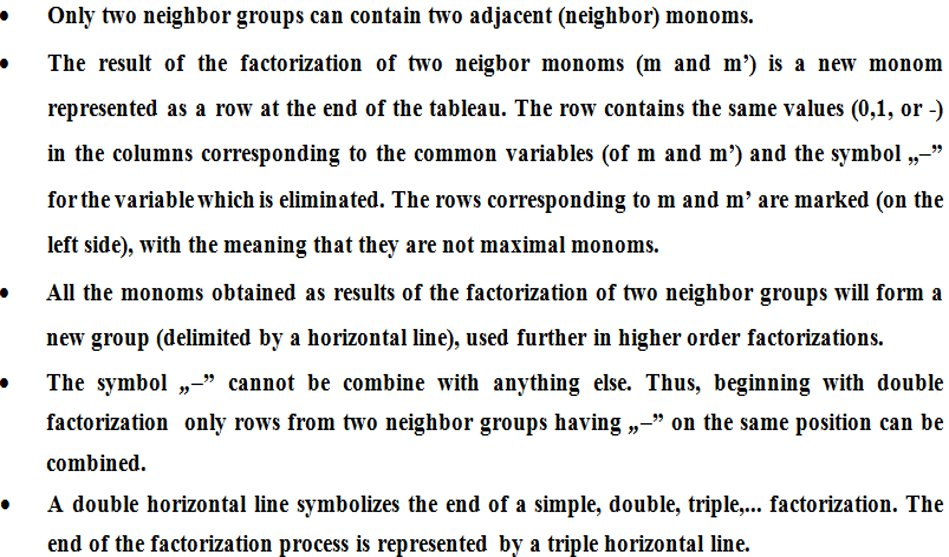 • Only two neighbor groups can contain two adjacent (neighbor) monoms.
• The result of the factorization of two neigbor monoms (m and m’) is a new monom
represented as a row at the end of the tableau. The row contains the same values (0,1, or -)
in the columns corresponding to the common variables (of m and m’) and the symbol „–”
for the variable which is eliminated. The rows corresponding to m and m’ are marked (on the
left side), with the meaning that they are not maximal monoms.
• All the monoms obtained as results of the factorization of two neighbor groups will form a
new group (delimited by a horizontal line), used further in higher order factorizations.
• The symbol „–” cannot be combine with anything else. Thus, beginning with double
factorization only rows from two neighbor groups having „–” on the same position can be
combined.
• A double horizontal line symbolizes the end of a simple, double, triple,... factorization. The
end of the factorization process is represented by a triple horizontal line.